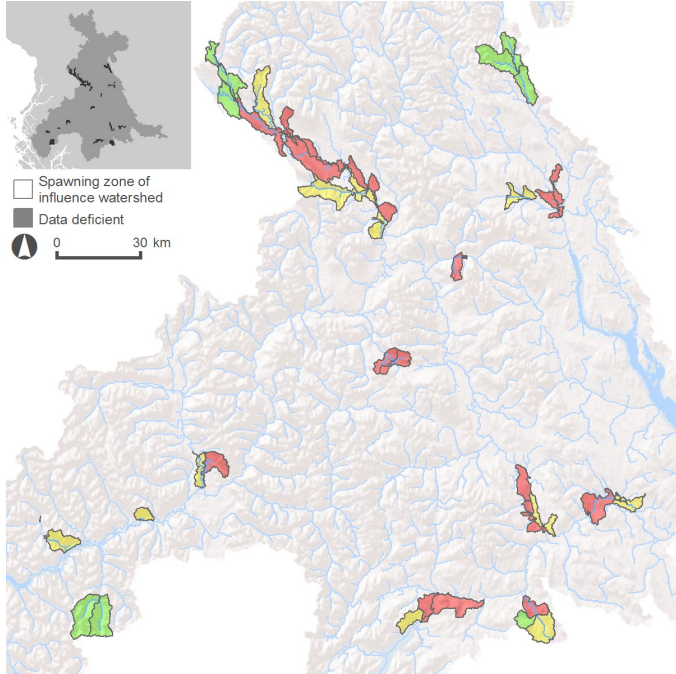 Spawning zone of
influence watershed
Data deficient
0 30 km